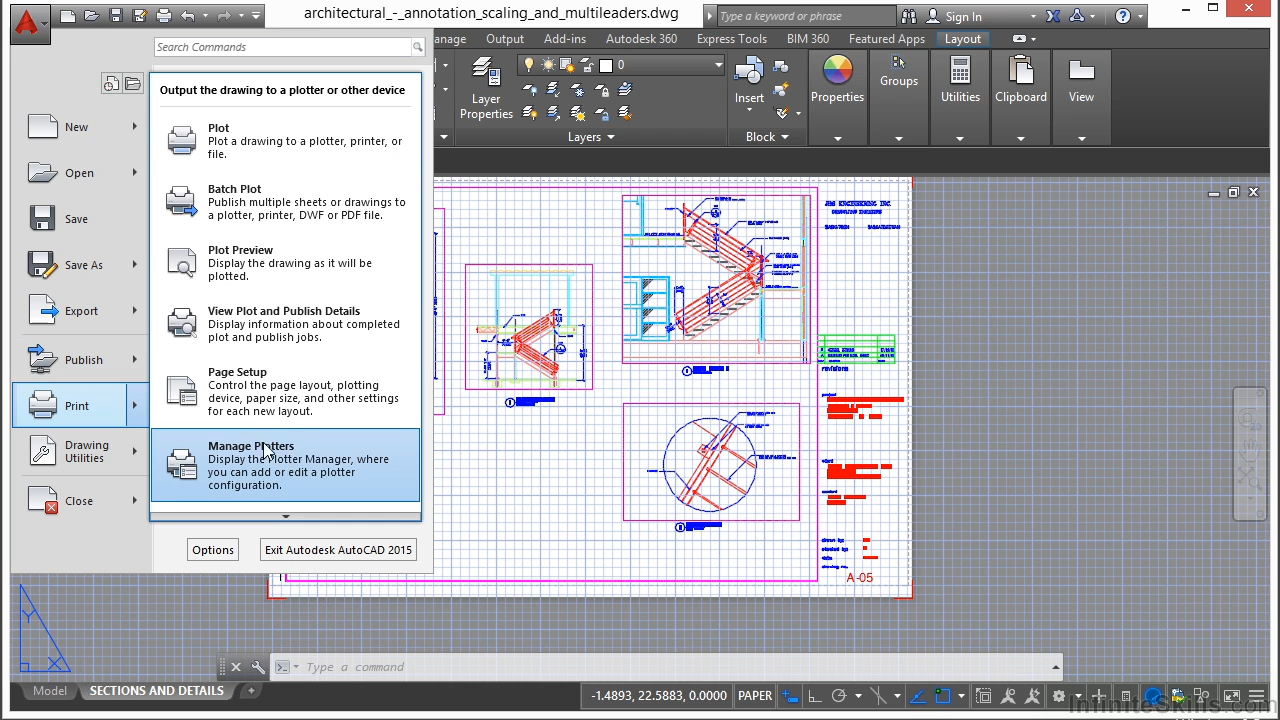 architectural_-_annotation_scaling_and_multileaders.dwg
Type a keyword or phrase
Sign In
Search Commands
anage
Output
Add-ins
Autodesk 360
Express Tools
BIM 360
Featured Apps
Layout
0
Layer
Properties
Insert
Properties
Groups
Utilities
Clipboard
View
Layers
Block
Output the drawing to a plotter or other device
New
Open
Save
Export
Publish
Print
Drawing
Utilities
Close
Plot
Plot a drawing to a plotter, printer, or
file.
Batch Plot
Publish multiple sheets or drawings to
a plotter, printer, DWF or PDF file.
Plot Preview
Display the drawing as it will be
plotted.
View Plot and Publish Details
Display information about completed
plot and publish jobs.
Page Setup
Control the page layout, plotting
device, paper size, and other settings
for each new layout.
Manage Plotters
Display the Plotter Manager, where
you can add or edit a plotter
configuration.
Options
Exit Autodesk AutoCAD 2015
revisions
project
A-05
Y
X
Type a command
Model
SECTIONS AND DETAILS
-1.4893, 22.5883, 0.0000
PAPER
InfiniteSkills.com